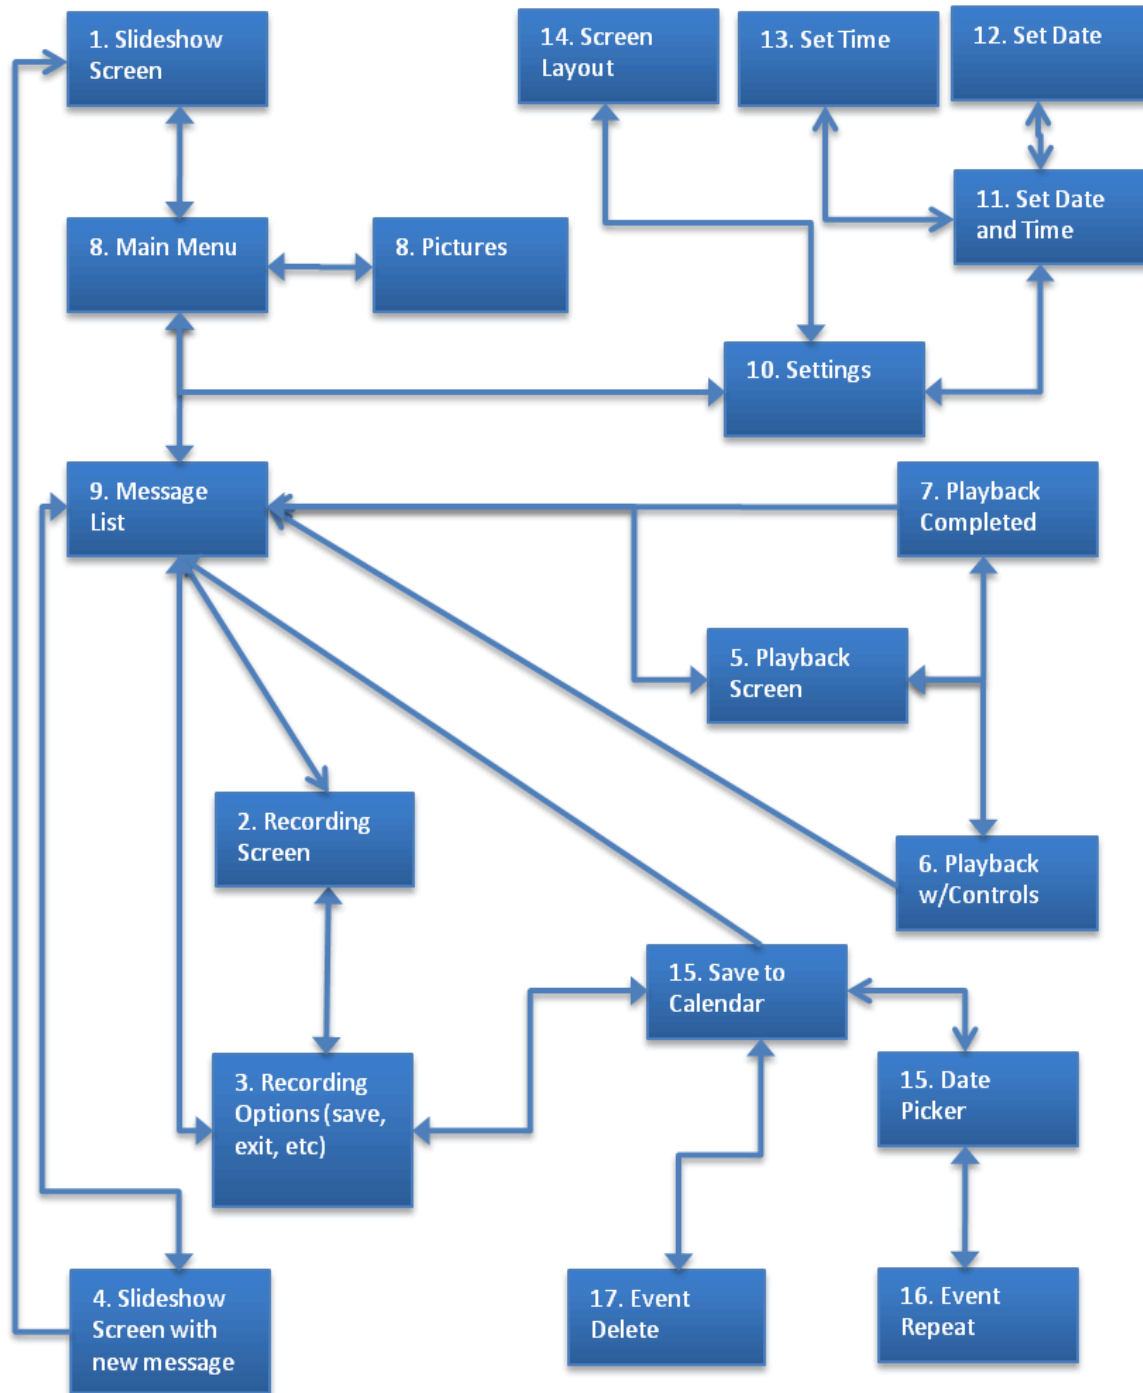 1. Slideshow
Screen
14. Screen
Layout
13. Set Time
12. Set Date
11. Set Date
and Time
8. Main Menu
8. Pictures
10. Settings
9. Message
List
7. Playback
Completed
5. Playback
Screen
2. Recording
Screen
6. Playback
w/Controls
15. Save to
Calendar
3. Recording
Options (save,
exit, etc)
15. Date
Picker
4. Slideshow
Screen with
new message
17. Event
Delete
16. Event
Repeat